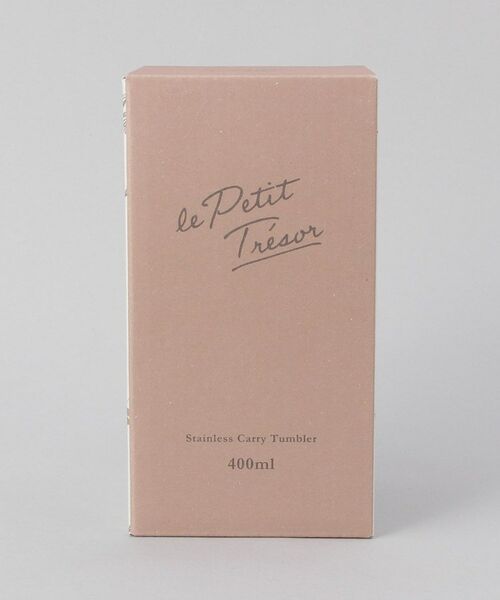 le Petit
Trésor
Stainless Carry Tumbler
400ml